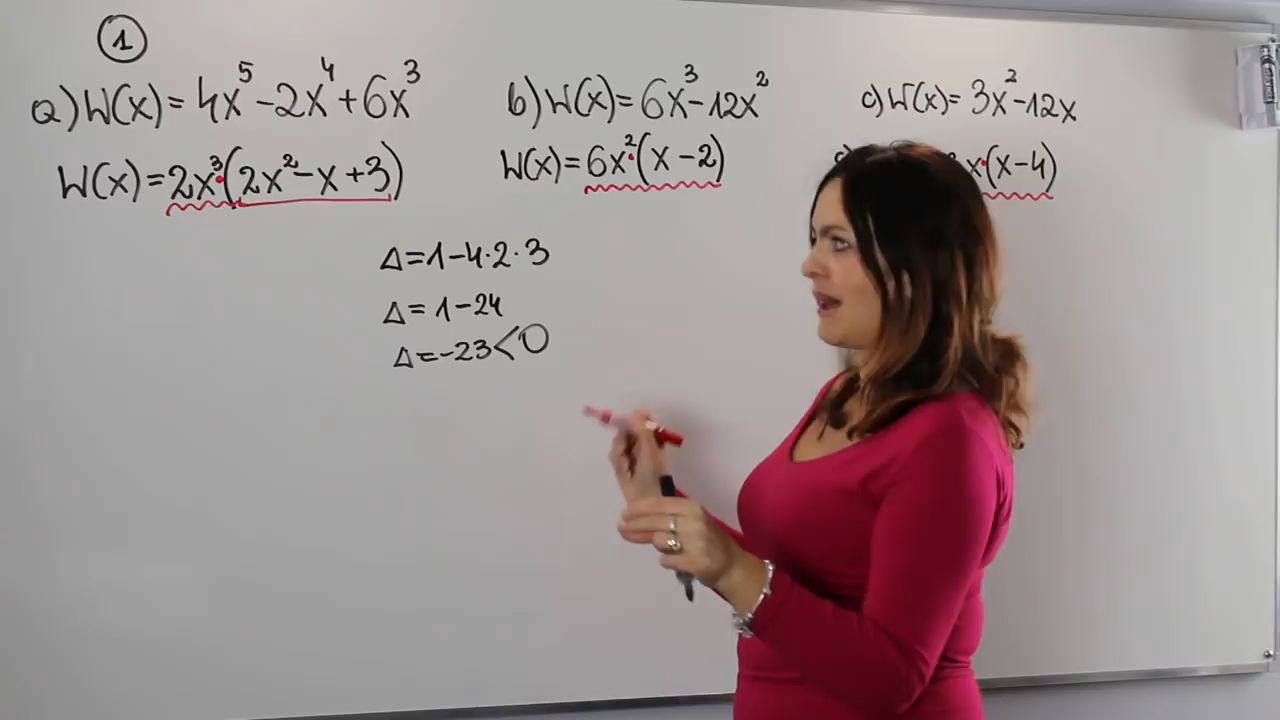 1
a) W(x) = 4x⁵ - 2x⁴ + 6x³
W(x) = 2x³·(2x² - x + 3)
Δ = 1 - 4·2·3
Δ = 1 - 24
Δ = -23 < 0
b) W(x) = 6x³ - 12x²
W(x) = 6x²·(x - 2)
c) W(x) = 3x² - 12x
x·(x - 4)